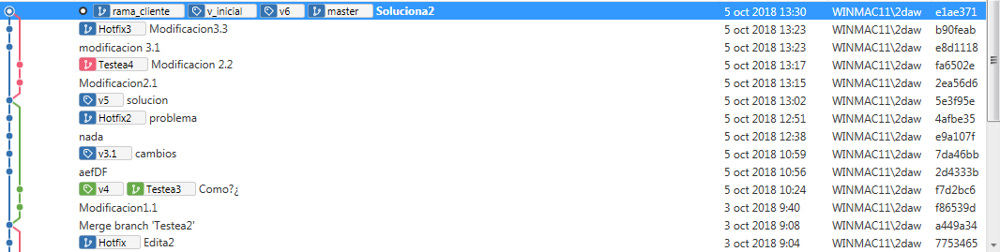 rama_cliente v_inicial v6 master Soluciona2 5 oct 2018 13:30 WINMAC11\2daw e1ae371
Hotfix3 Modificacion3.3 5 oct 2018 13:23 WINMAC11\2daw b90feab
modificacion 3.1 5 oct 2018 13:23 WINMAC11\2daw e8d1118
Testea4 Modificacion 2.2 5 oct 2018 13:17 WINMAC11\2daw fa6502e
Modificacion2.1 5 oct 2018 13:15 WINMAC11\2daw 2ea56d6
v5 solucion 5 oct 2018 13:02 WINMAC11\2daw 5e3f95e
Hotfix2 problema 5 oct 2018 12:51 WINMAC11\2daw 4afbe35
nada 5 oct 2018 12:38 WINMAC11\2daw e9a107f
v3.1 cambios 5 oct 2018 10:59 WINMAC11\2daw 7da46bb
aefDF 5 oct 2018 10:56 WINMAC11\2daw 2d4333b
v4 Testea3 Como?¿ 5 oct 2018 10:24 WINMAC11\2daw f7d2bc6
Modificacion1.1 3 oct 2018 9:40 WINMAC11\2daw f86539d
Merge branch 'Testea2' 3 oct 2018 9:08 WINMAC11\2daw a449a34
Hotfix Edita2 3 oct 2018 9:04 WINMAC11\2daw 7753465